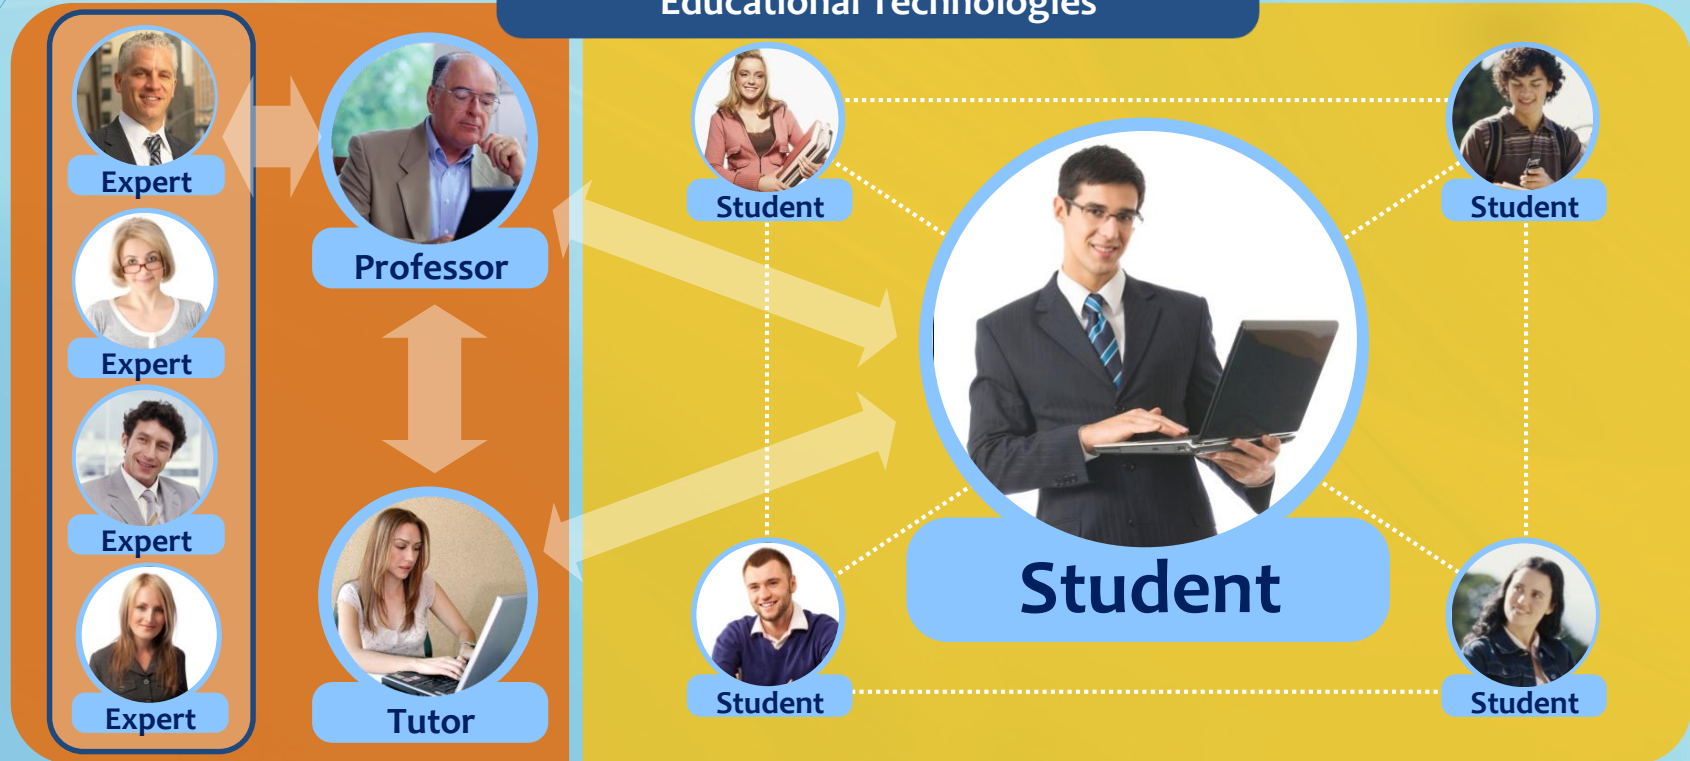 Educational Technologies
Expert
Professor
Expert
Expert
Expert
Tutor
Student
Student
Student
Student
Student